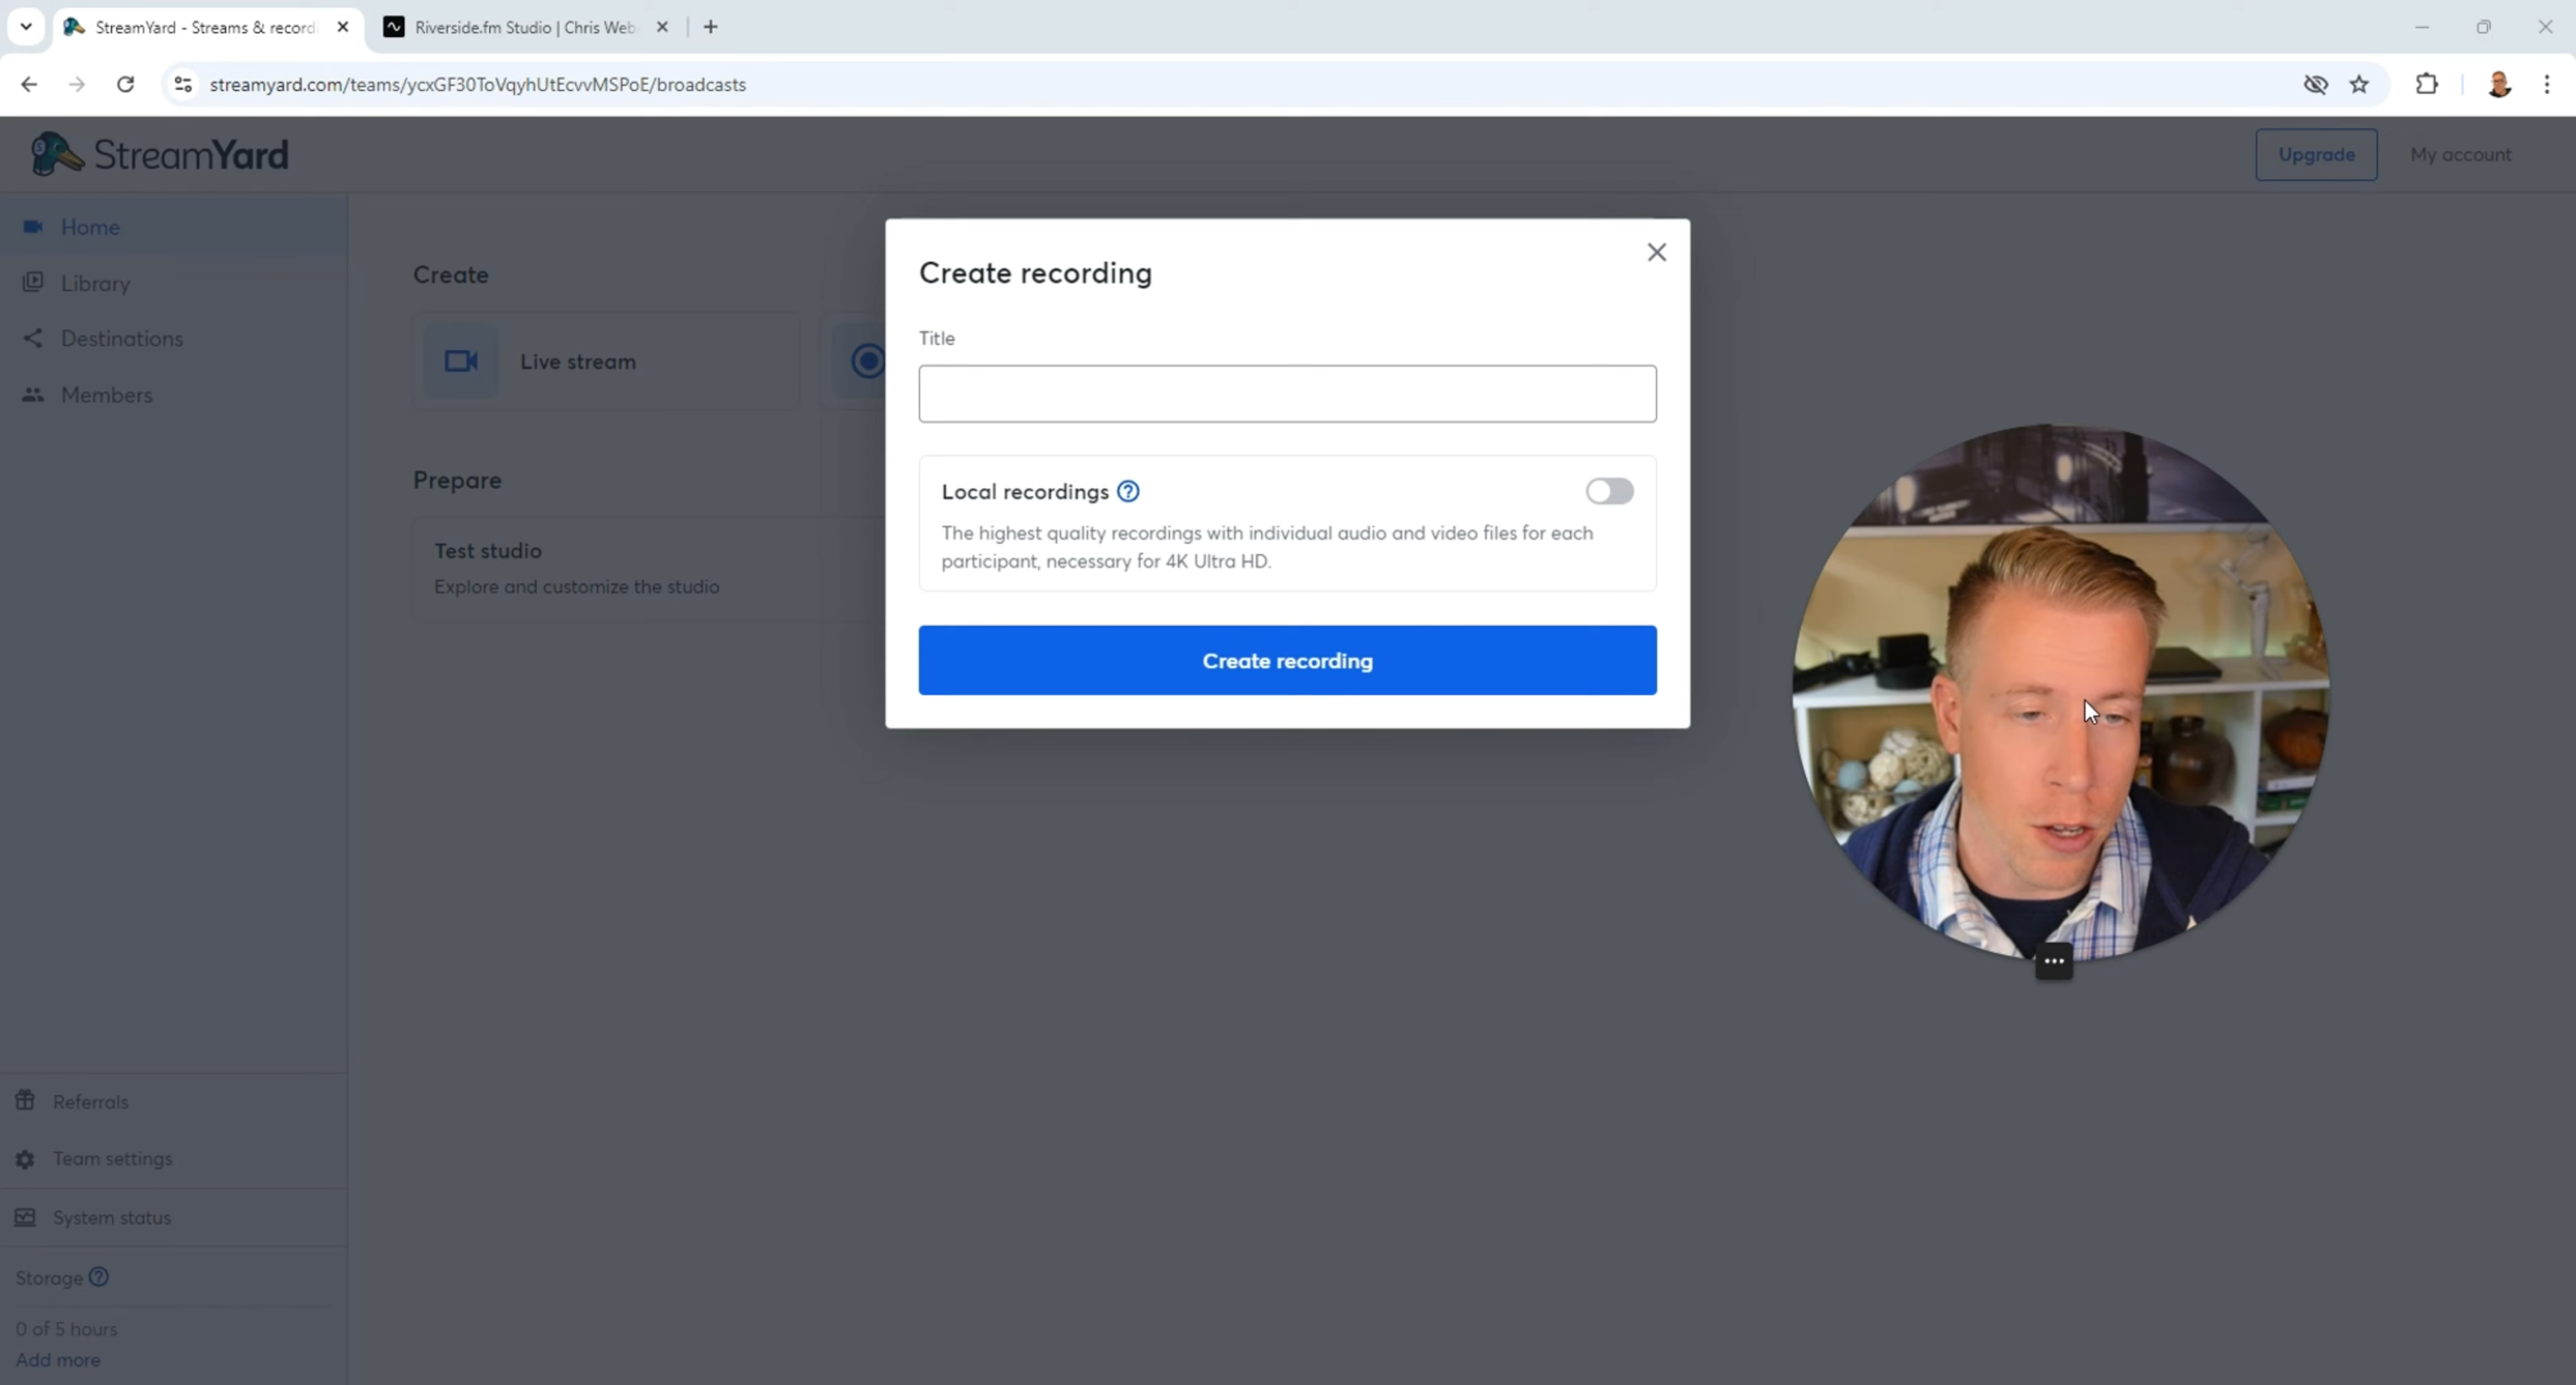 StreamYard - Streams & recordi
Riverside.fm Studio | Chris Web
streamyard.com/teams/ycxGF30ToVqyhUtEcvvMSPoE/broadcasts
StreamYard
Upgrade
My account
Home
Library
Destinations
Members
Create
Live stream
Prepare
Test studio
Explore and customize the studio
Create recording
Title
Local recordings
The highest quality recordings with individual audio and video files for each
participant, necessary for 4K Ultra HD.
Create recording
Referrals
Team settings
System status
Storage
0 of 5 hours
Add more